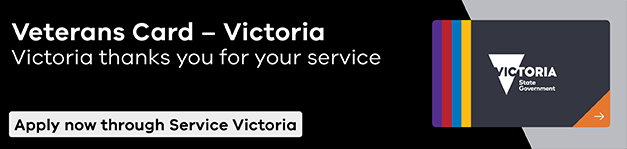 Veterans Card – Victoria
Victoria thanks you for your service
VICTORIA
State
Government
Apply now through Service Victoria